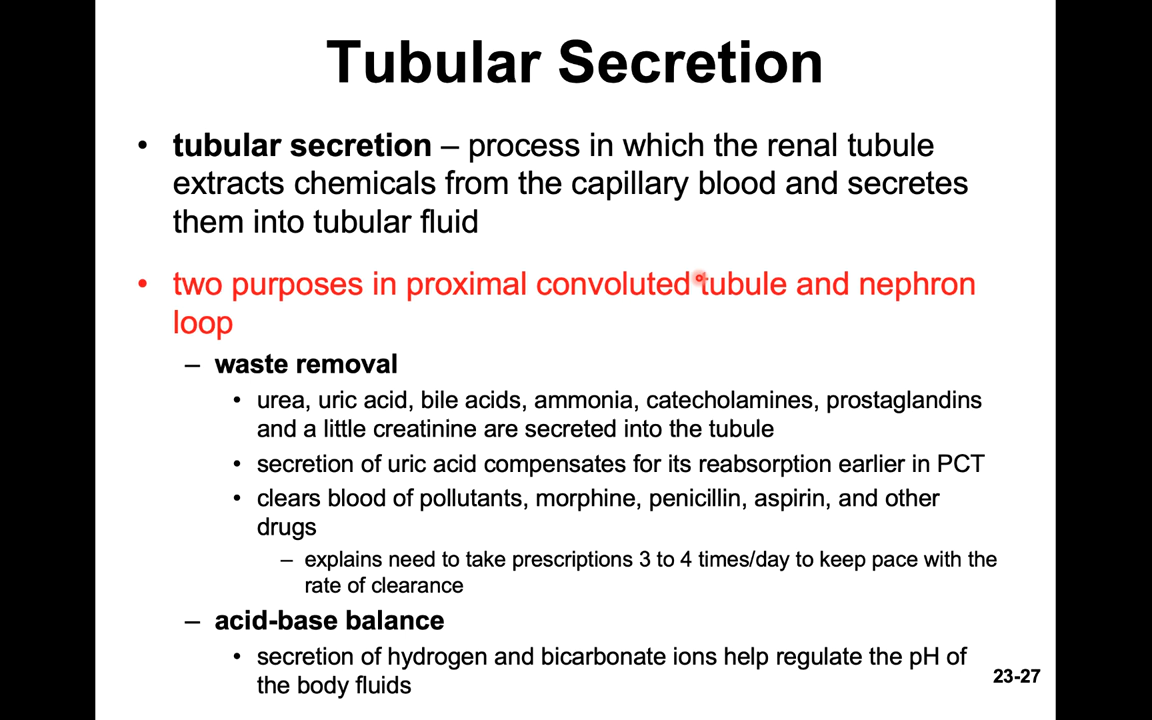 Tubular Secretion
• tubular secretion – process in which the renal tubule
extracts chemicals from the capillary blood and secretes
them into tubular fluid
• two purposes in proximal convoluted tubule and nephron
loop
– waste removal
• urea, uric acid, bile acids, ammonia, catecholamines, prostaglandins
and a little creatinine are secreted into the tubule
• secretion of uric acid compensates for its reabsorption earlier in PCT
• clears blood of pollutants, morphine, penicillin, aspirin, and other
drugs
– explains need to take prescriptions 3 to 4 times/day to keep pace with the
rate of clearance
– acid-base balance
• secretion of hydrogen and bicarbonate ions help regulate the pH of
the body fluids
23-27